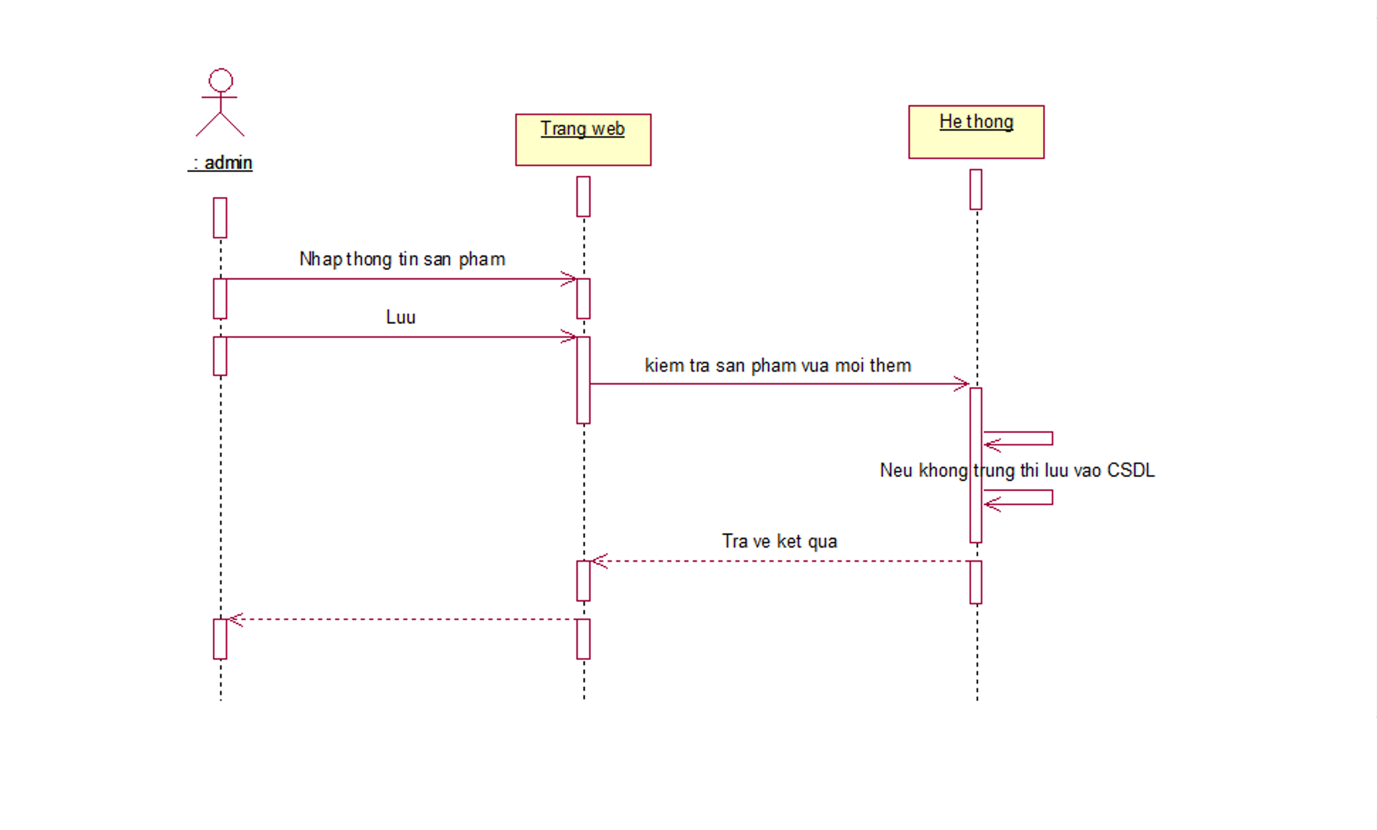 : admin
Trang web
He thong
Nhap thong tin san pham
Luu
kiem tra san pham vua moi them
Neu khong trung thi luu vao CSDL
Tra ve ket qua